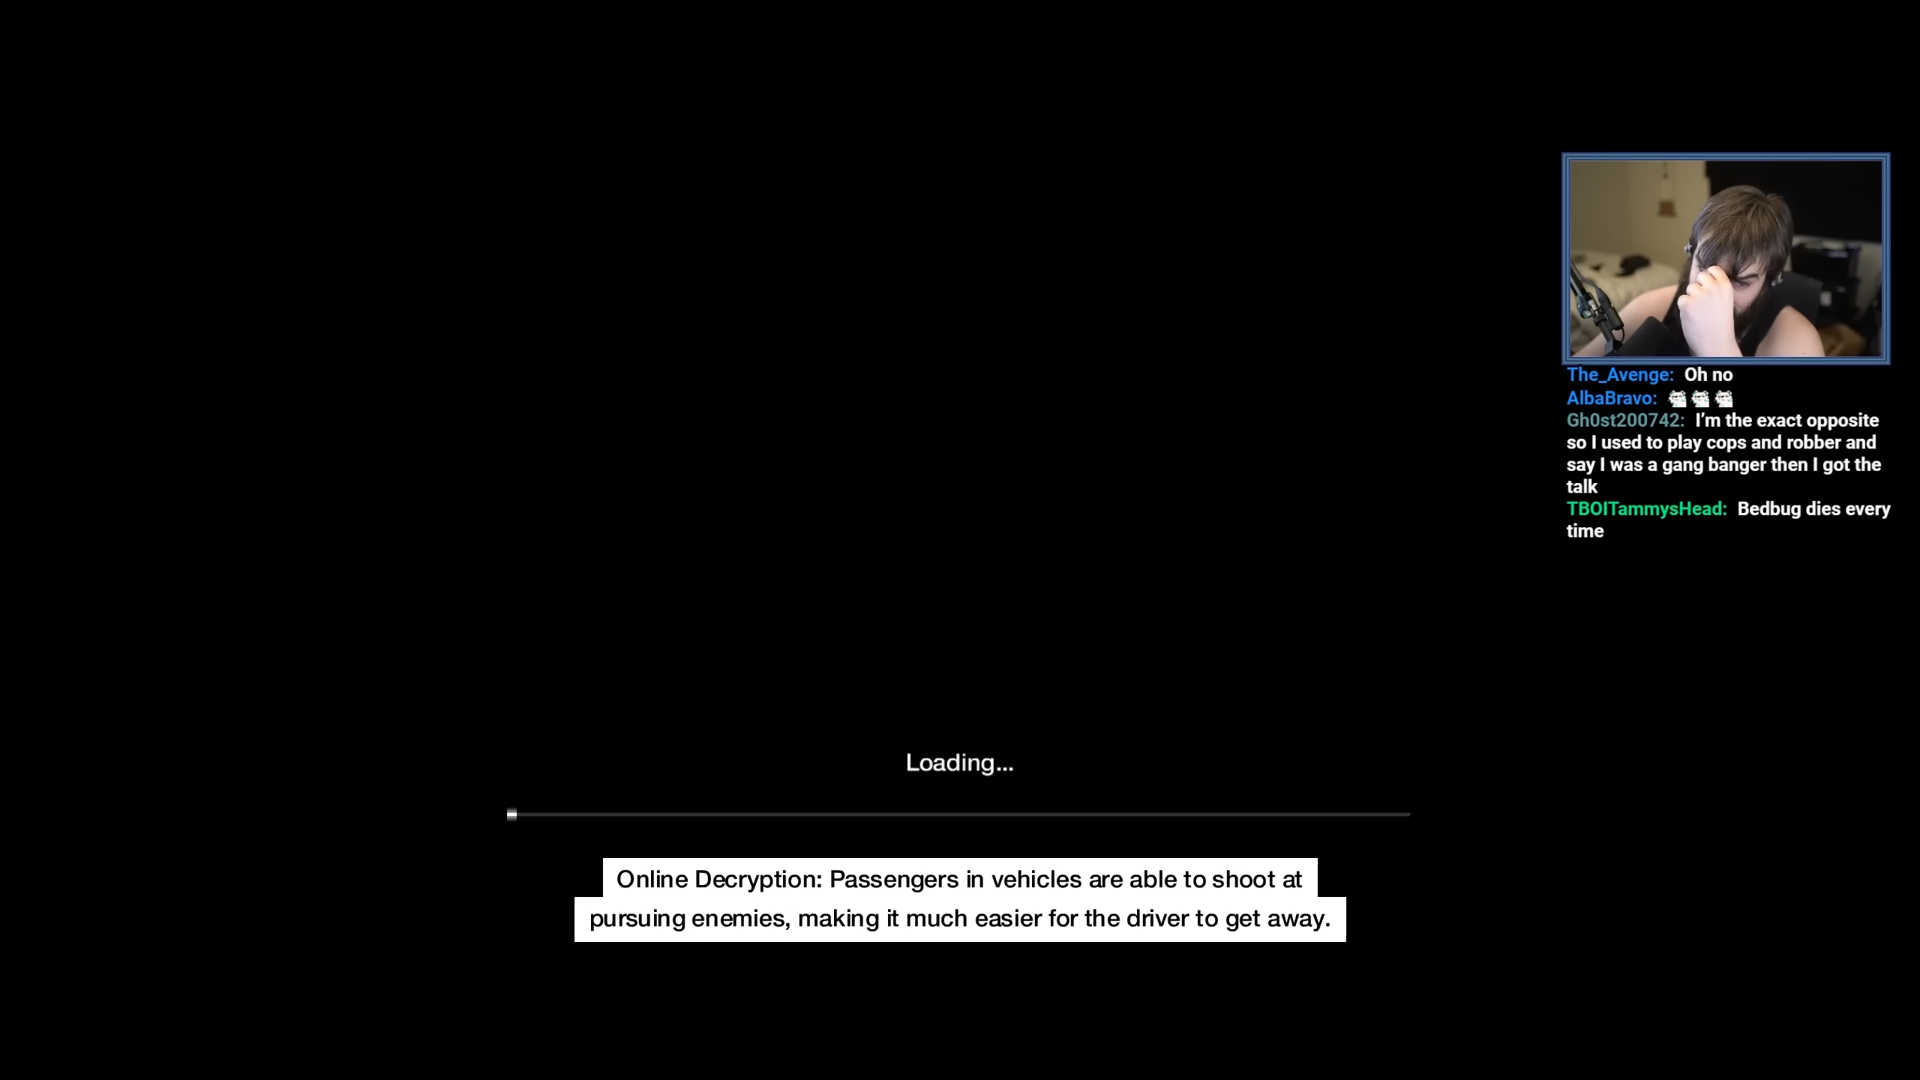 The_Avenge: Oh no
AlbaBravo:
Gh0st200742: I'm the exact opposite
so I used to play cops and robber and
say I was a gang banger then I got the
talk
TBOITammysHead: Bedbug dies every
time
Loading...
Online Decryption: Passengers in vehicles are able to shoot at
pursuing enemies, making it much easier for the driver to get away.